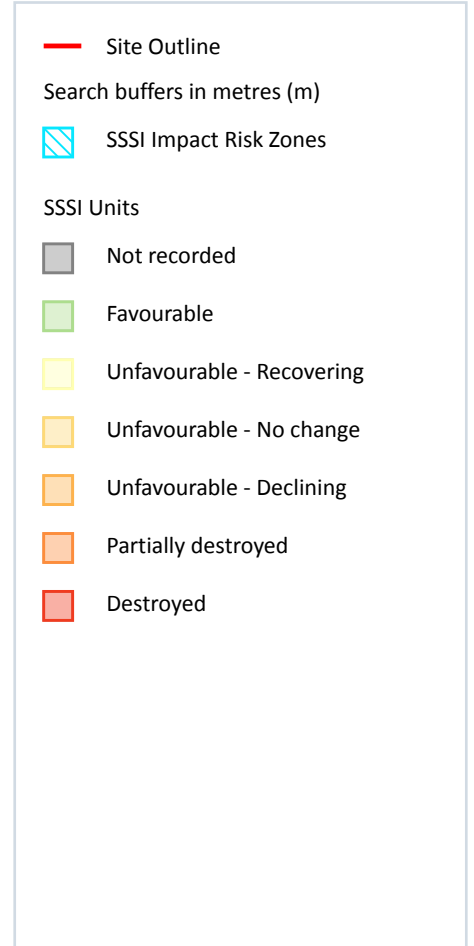 Site Outline
Search buffers in metres (m)
SSSI Impact Risk Zones
SSSI Units
Not recorded
Favourable
Unfavourable - Recovering
Unfavourable - No change
Unfavourable - Declining
Partially destroyed
Destroyed